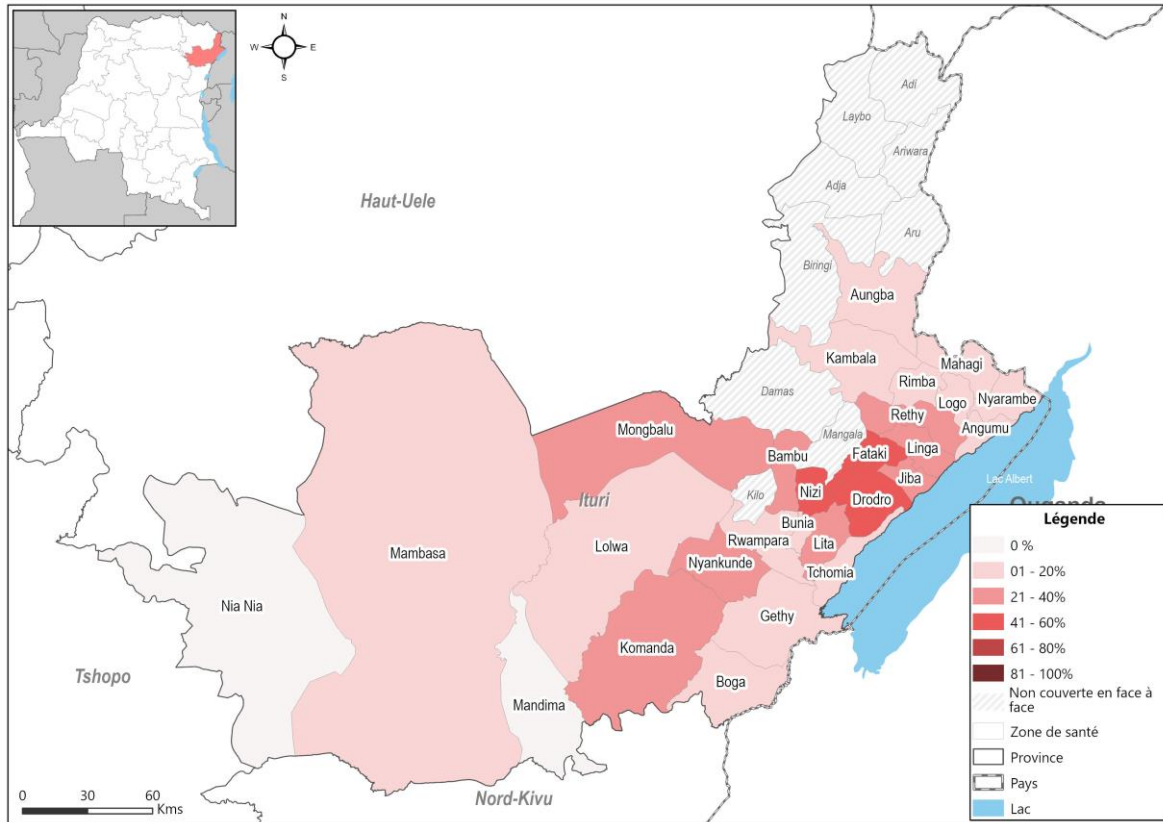 N
W
E
S
Adi
Laybo
Ariwara
Haut-Uele
Adja
Aru
Biringi
Aungba
Kambala
Mahagi
Rimba
Damas
Logo
Nyarambe
Rethy
Mongbalu
Mangala
Angumu
Bambu
Fataki
Linga
Jiba
Lac Albert
Kilo
Nizi
Drodro
Ituri
Ouganda
Bunia
Lolwa
Rwampara
Lita
Mambasa
Nyankunde
Tchomia
Nia Nia
Gethy
Komanda
Tshopo
Boga
Mandima
Nord-Kivu
0 30 60
Kms
Légende
0 %
01 - 20%
21 - 40%
41 - 60%
61 - 80%
81 - 100%
Non couverte en face à
face
Zone de santé
Province
Pays
Lac